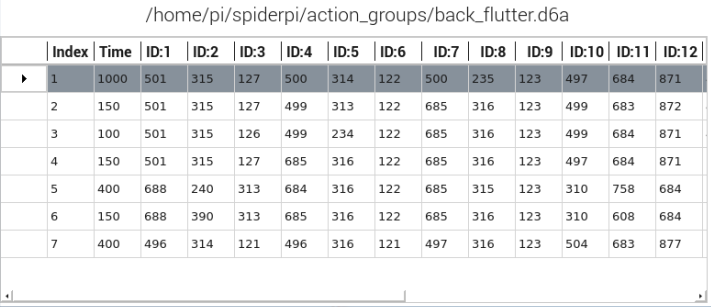 /home/pi/spiderpi/action_groups/back_flutter.d6a
Index Time ID:1 ID:2 ID:3 ID:4 ID:5 ID:6 ID:7 ID:8 ID:9 ID:10 ID:11 ID:12
1 1000 501 315 127 500 314 122 500 235 123 497 684 871
2 150 501 315 127 499 313 122 685 316 123 499 683 872
3 100 501 315 126 499 234 122 685 316 123 499 684 871
4 150 501 315 127 685 316 122 685 316 123 497 684 871
5 400 688 240 313 684 316 122 685 315 123 310 758 684
6 150 688 390 313 685 316 122 685 316 123 310 608 684
7 400 496 314 121 496 316 121 497 316 123 504 683 877